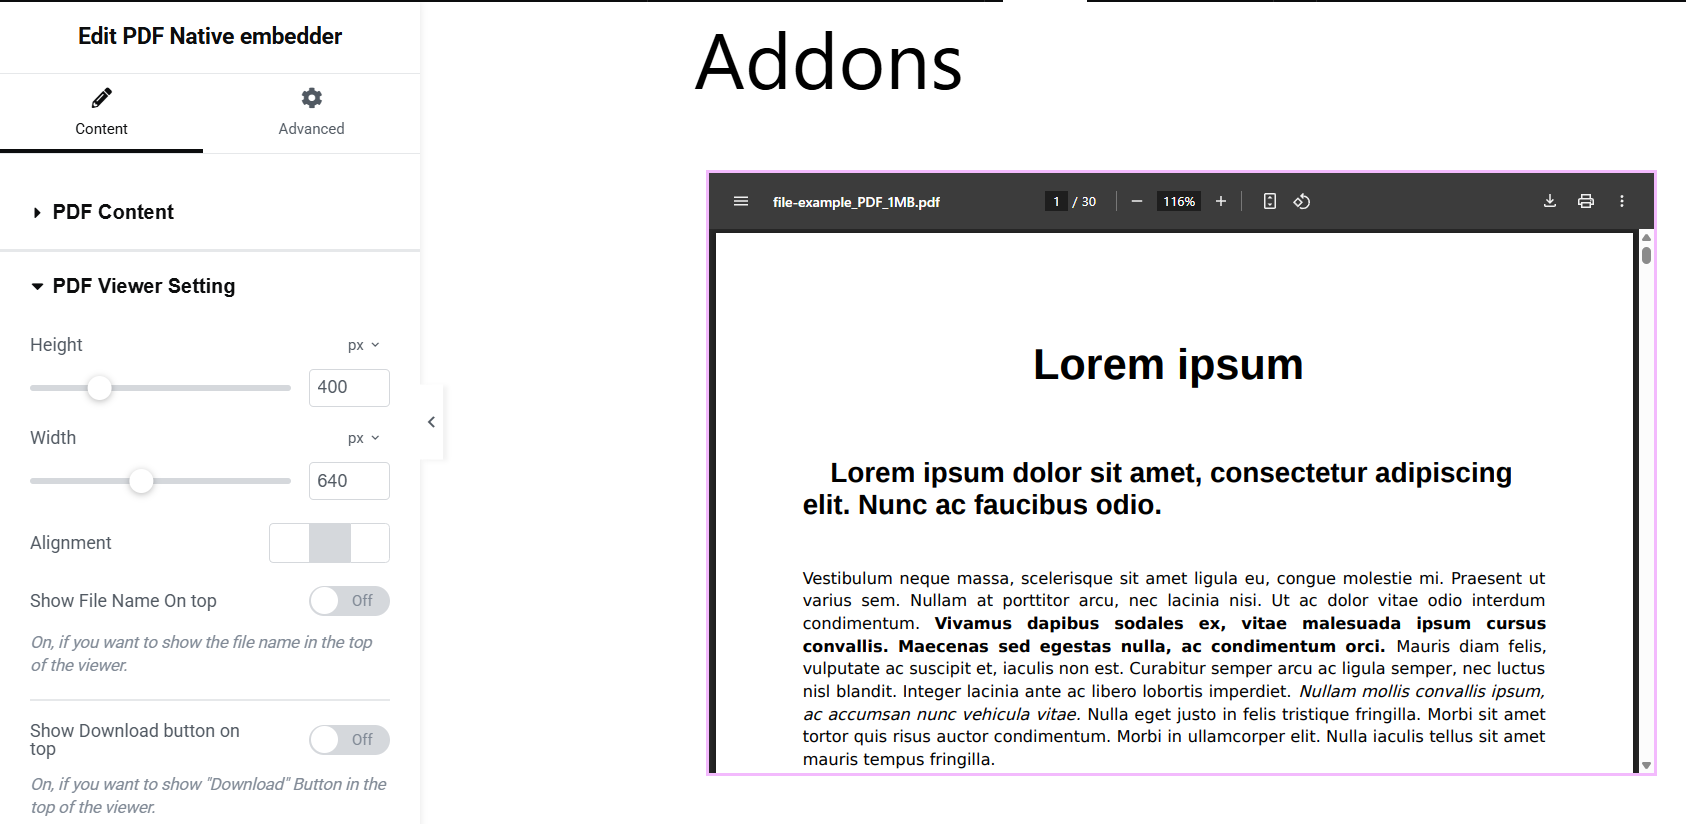 Edit PDF Native embedder
Content
Advanced
PDF Content
PDF Viewer Setting
Height
px
400
Width
px
640
Alignment
Show File Name On top
Off
On, if you want to show the file name in the top
of the viewer.
Show Download button on
top
Off
On, if you want to show "Download" Button in the
top of the viewer.
Addons
file-example_PDF_1MB.pdf
1 / 30
116%
Lorem ipsum
Lorem ipsum dolor sit amet, consectetur adipiscing
elit. Nunc ac faucibus odio.
Vestibulum neque massa, scelerisque sit amet ligula eu, congue molestie mi. Praesent ut
varius sem. Nullam at porttitor arcu, nec lacinia nisi. Ut ac dolor vitae odio interdum
condimentum. Vivamus dapibus sodales ex, vitae malesuada ipsum cursus
convallis. Maecenas sed egestas nulla, ac condimentum orci. Mauris diam felis,
vulputate ac suscipit et, iaculis non est. Curabitur semper arcu ac ligula semper, nec luctus
nisl blandit. Integer lacinia ante ac libero lobortis imperdiet. Nullam mollis convallis ipsum,
ac accumsan nunc vehicula vitae. Nulla eget justo in felis tristique fringilla. Morbi sit amet
tortor quis risus auctor condimentum. Morbi in ullamcorper elit. Nulla iaculis tellus sit amet
mauris tempus fringilla.